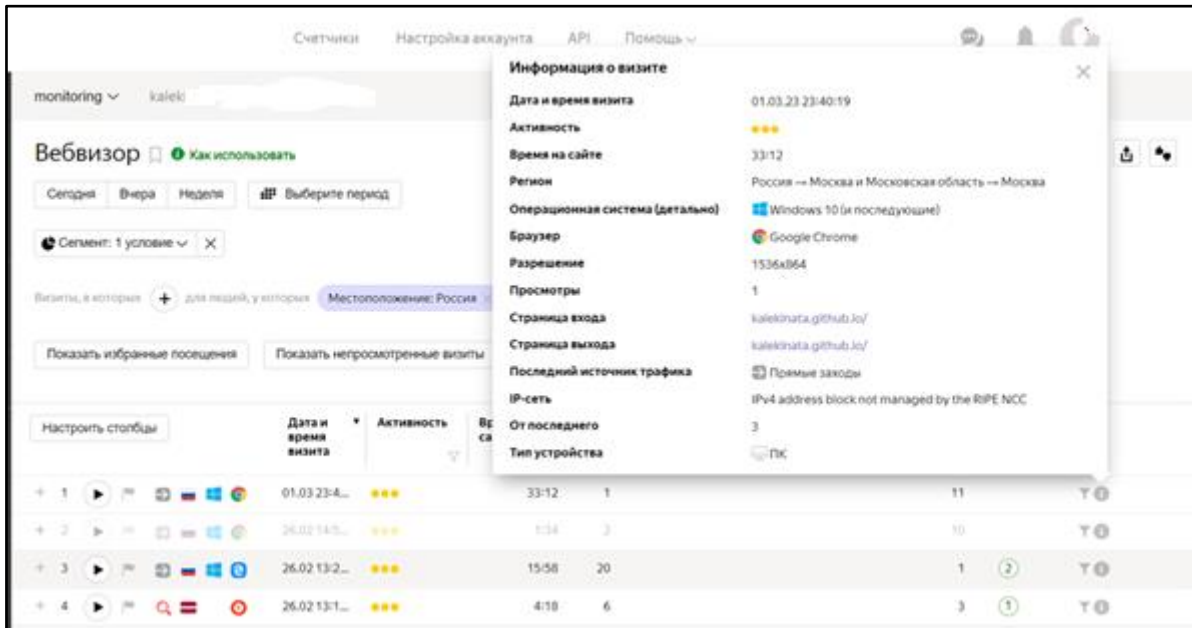 Счетчики Настройка аккаунта API Помощь
monitoring kaleki
Вебвизор Как использовать
Сегодня Вчера Неделя Выберите период
Сегмент: 1 условие
Визиты, в которых + для людей, у которых Местоположение: Россия
Показать избранные посещения Показать непросмотренные визиты
Информация о визите
Дата и время визита 01.03.23 23:40:19
Активность
Время на сайте 33:12
Регион Россия → Москва и Московская область → Москва
Операционная система (детально) Windows 10 (и последующие)
Браузер Google Chrome
Разрешение 1536x864
Просмотры 1
Страница входа kalekinata.github.io/
Страница выхода kalekinata.github.io/
Последний источник трафика Прямые заходы
IP-сеть IPv4 address block not managed by the RIPE NCC
От последнего 3
Тип устройства ПК
Настроить столбцы Дата и время визита Активность Вр са
+ 1 01.03 23:4... 33:12 1 11
+ 2 26.02 14:5... 1:34 10
+ 3 26.02 13:2... 15:58 20 1 2
+ 4 26.02 13:1... 4:18 6 3 1